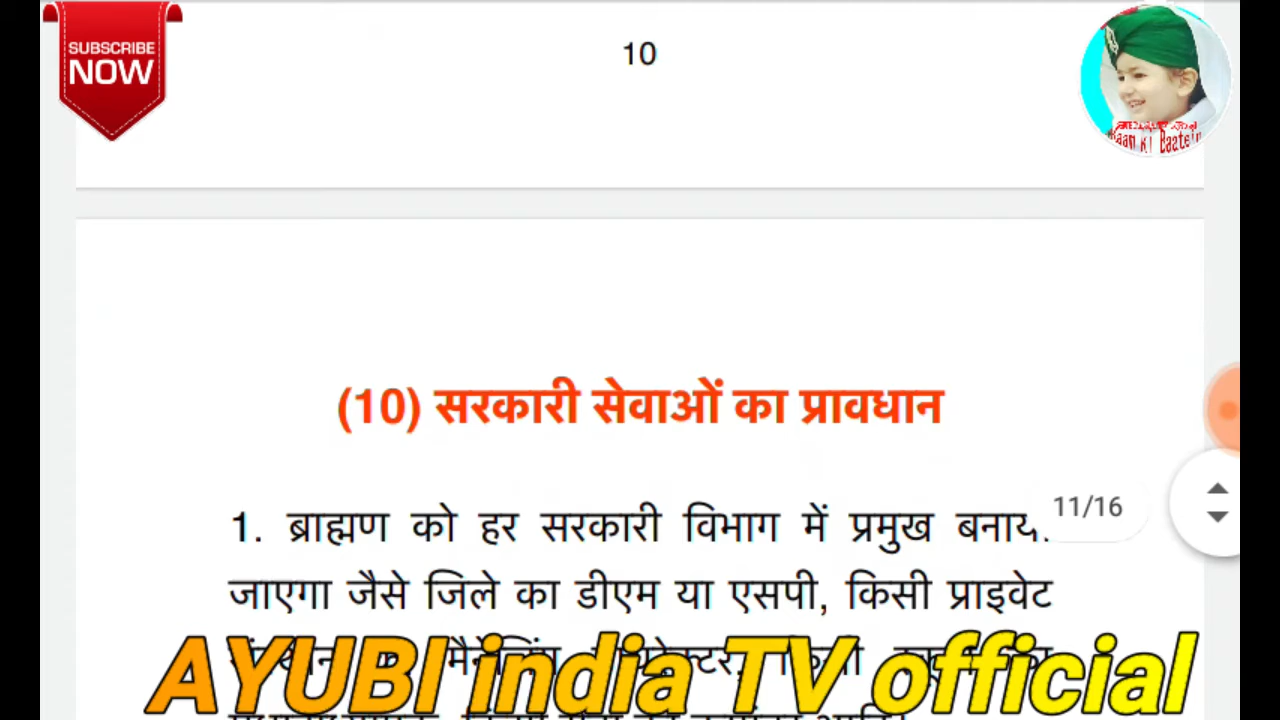 SUBSCRIBE
NOW
10
Baatein
(10) सरकारी सेवाओं का प्रावधान
1. ब्राह्मण को हर सरकारी विभाग में प्रमुख
11/16
जाएगा जैसे जिले का डीएम या एसपी, किसी प्राइवेट
AYUBI india TV official